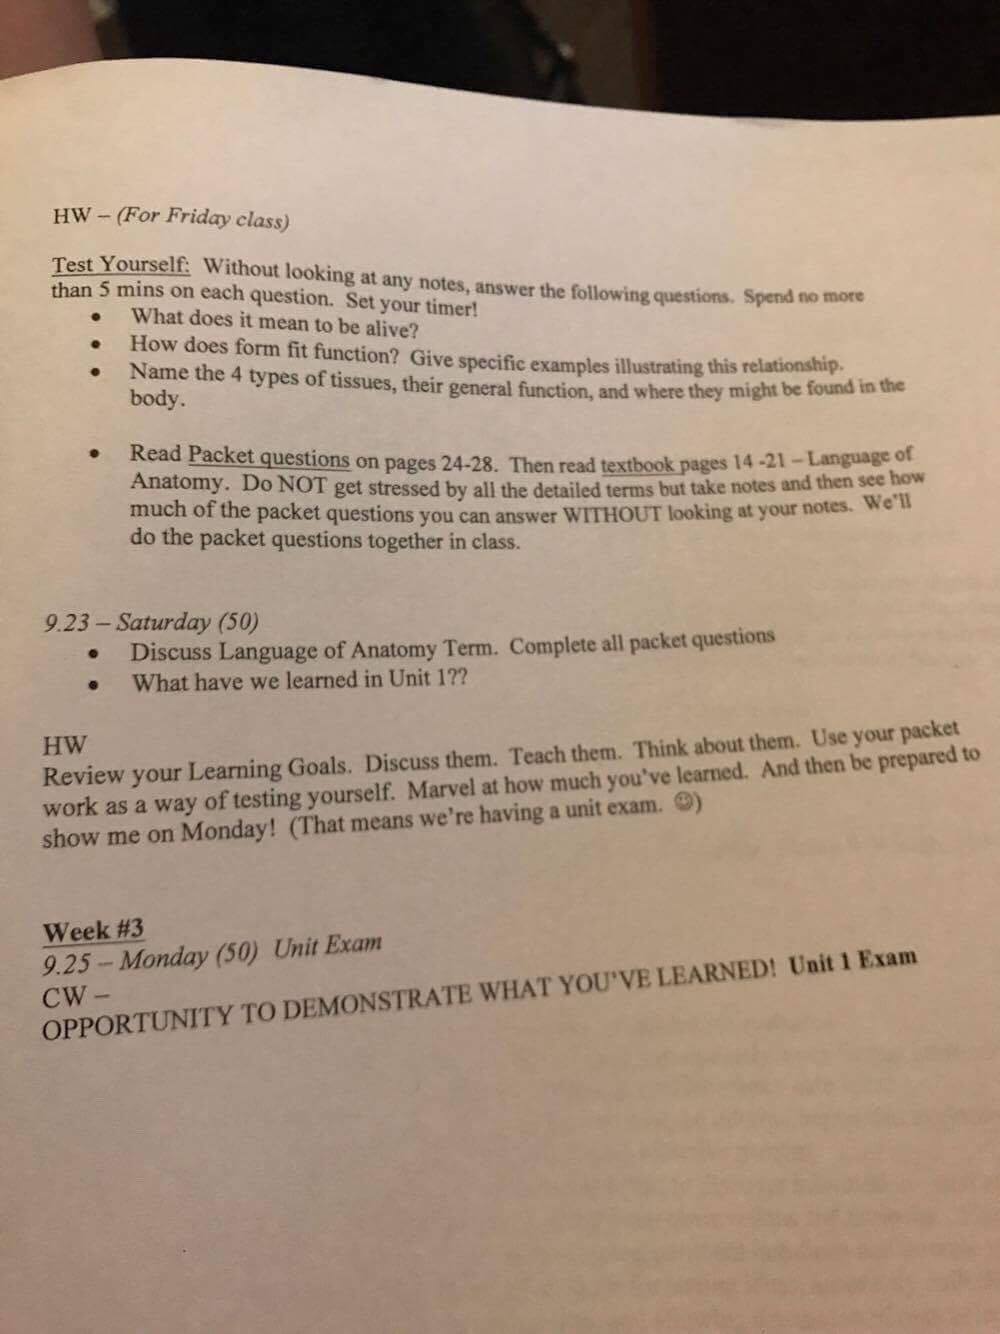 HW – (For Friday class)
Test Yourself: Without looking at any notes, answer the following questions. Spend no more
than 5 mins on each question. Set your timer!
• What does it mean to be alive?
• How does form fit function? Give specific examples illustrating this relationship.
• Name the 4 types of tissues, their general function, and where they might be found in the
body.
• Read Packet questions on pages 24-28. Then read textbook pages 14 -21 – Language of
Anatomy. Do NOT get stressed by all the detailed terms but take notes and then see how
much of the packet questions you can answer WITHOUT looking at your notes. We'll
do the packet questions together in class.
9.23 – Saturday (50)
• Discuss Language of Anatomy Term. Complete all packet questions
• What have we learned in Unit 1??
HW
Review your Learning Goals. Discuss them. Teach them. Think about them. Use your packet
work as a way of testing yourself. Marvel at how much you've learned. And then be prepared to
show me on Monday! (That means we're having a unit exam. ☺)
Week #3
9.25 – Monday (50) Unit Exam
CW –
OPPORTUNITY TO DEMONSTRATE WHAT YOU'VE LEARNED! Unit 1 Exam